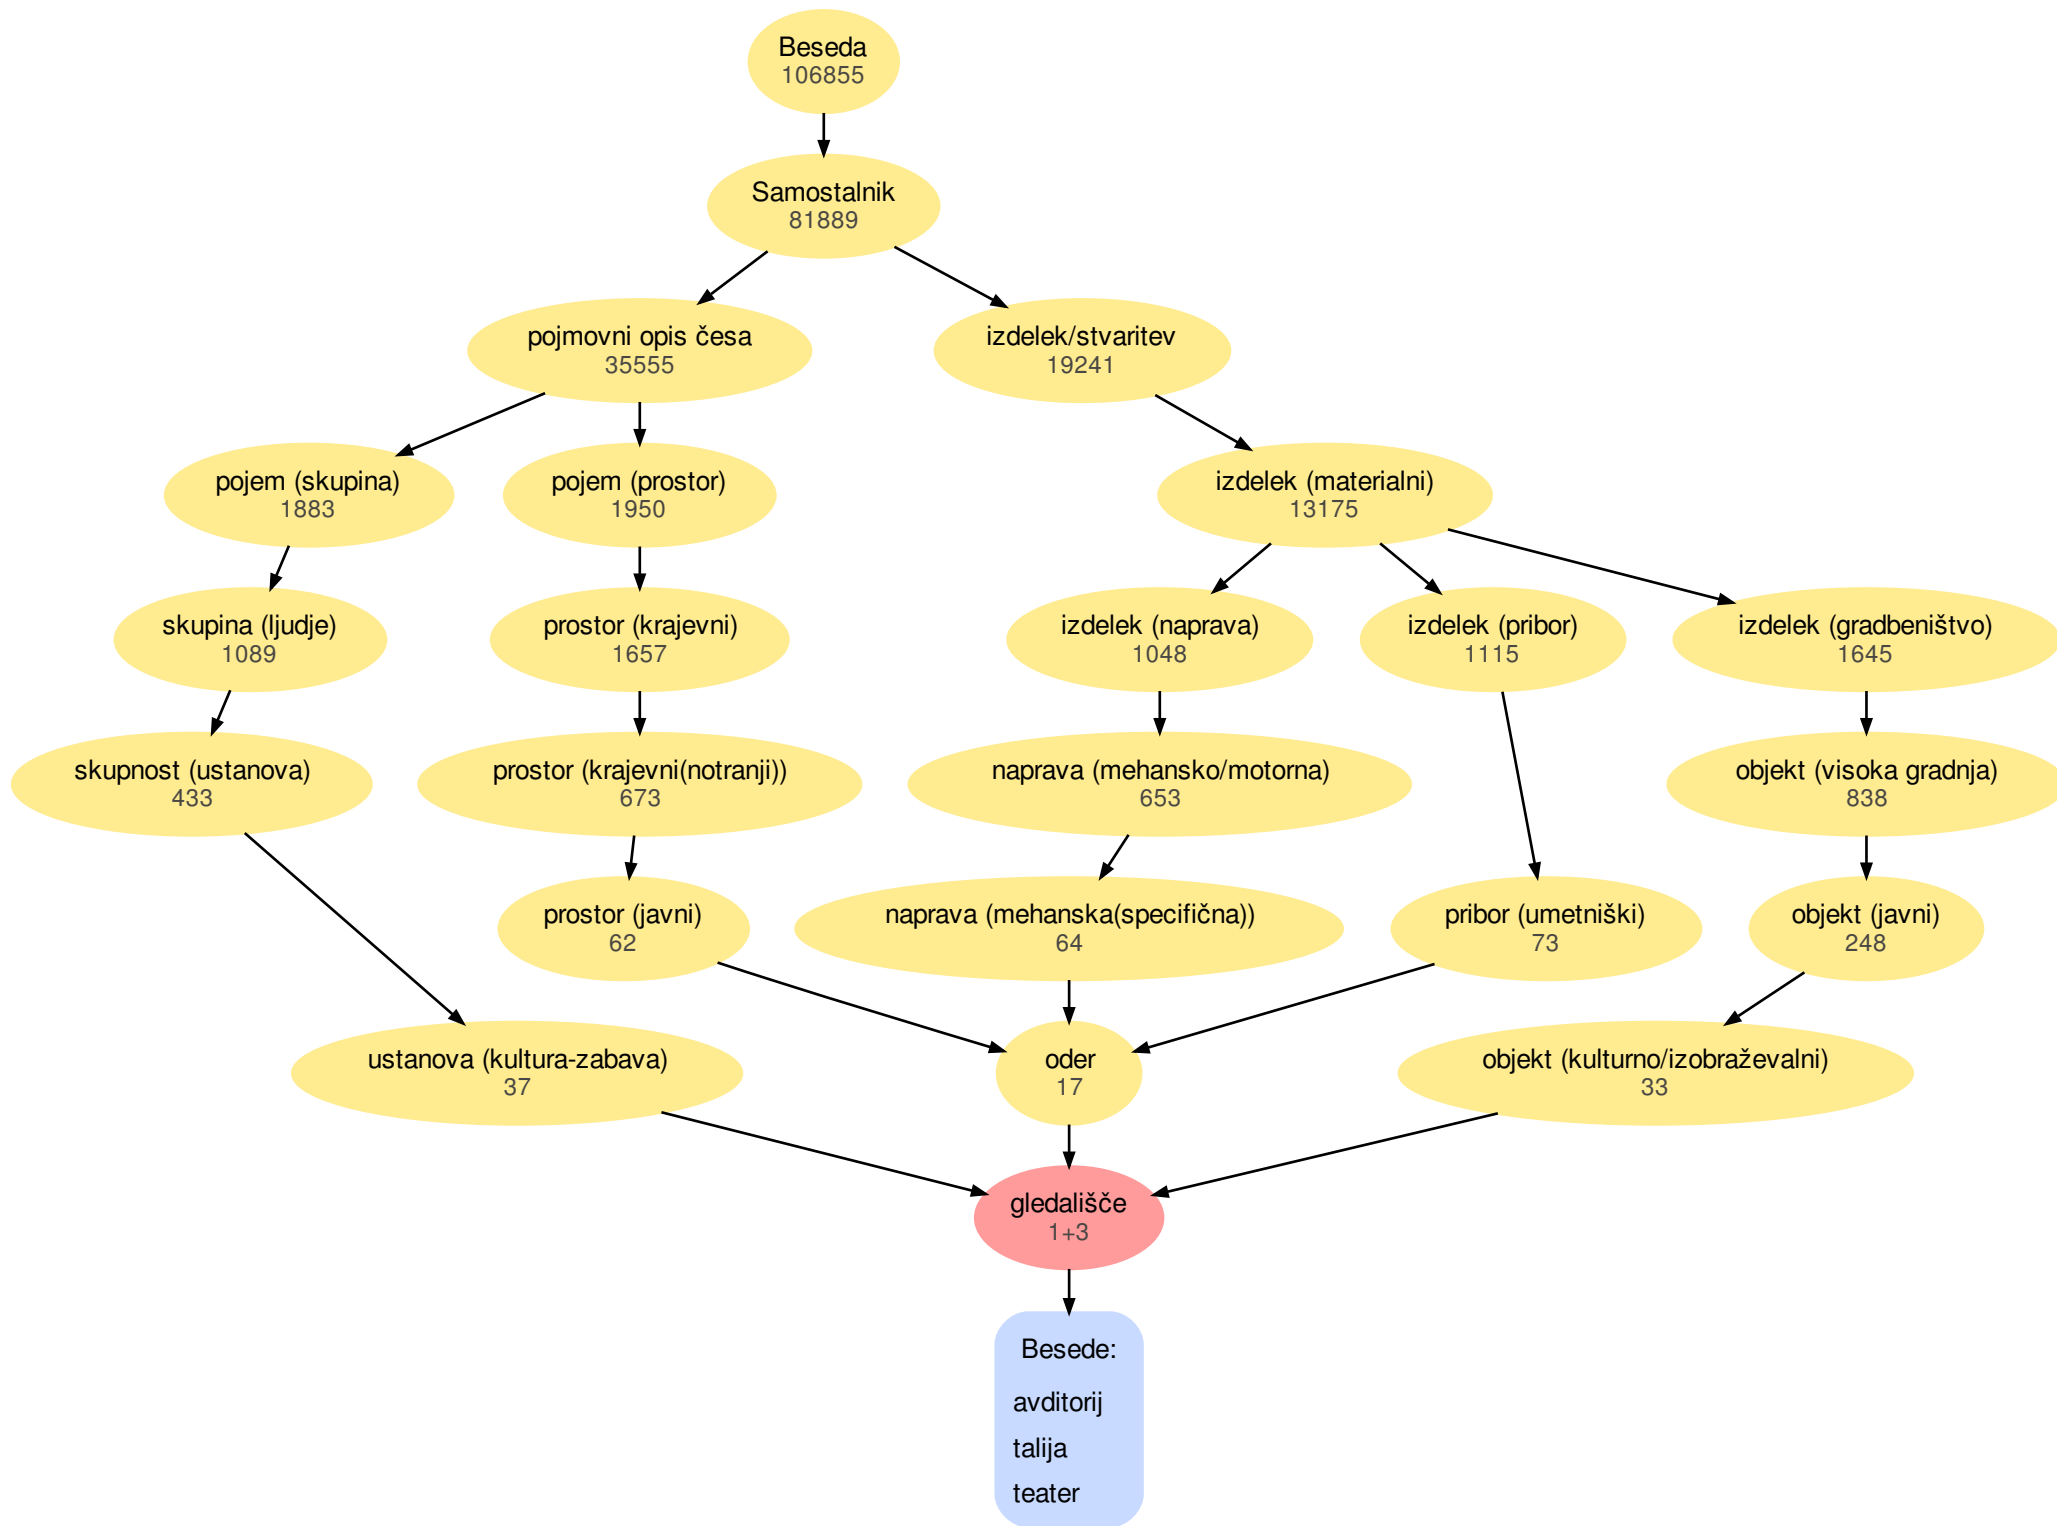 Beseda
106855
Samostalnik
81889
pojmovni opis česa
35555
izdelek/stvaritev
19241
pojem (skupina)
1883
pojem (prostor)
1950
izdelek (materialni)
13175
skupina (ljudje)
1089
prostor (krajevni)
1657
izdelek (naprava)
1048
izdelek (pribor)
1115
izdelek (gradbeništvo)
1645
skupnost (ustanova)
433
prostor (krajevni(notranji))
673
naprava (mehansko/motorna)
653
objekt (visoka gradnja)
838
prostor (javni)
62
naprava (mehanska(specifična))
64
pribor (umetniški)
73
objekt (javni)
248
ustanova (kultura-zabava)
37
oder
17
objekt (kulturno/izobraževalni)
33
gledališče
1+3
Besede:
avditorij
talija
teater